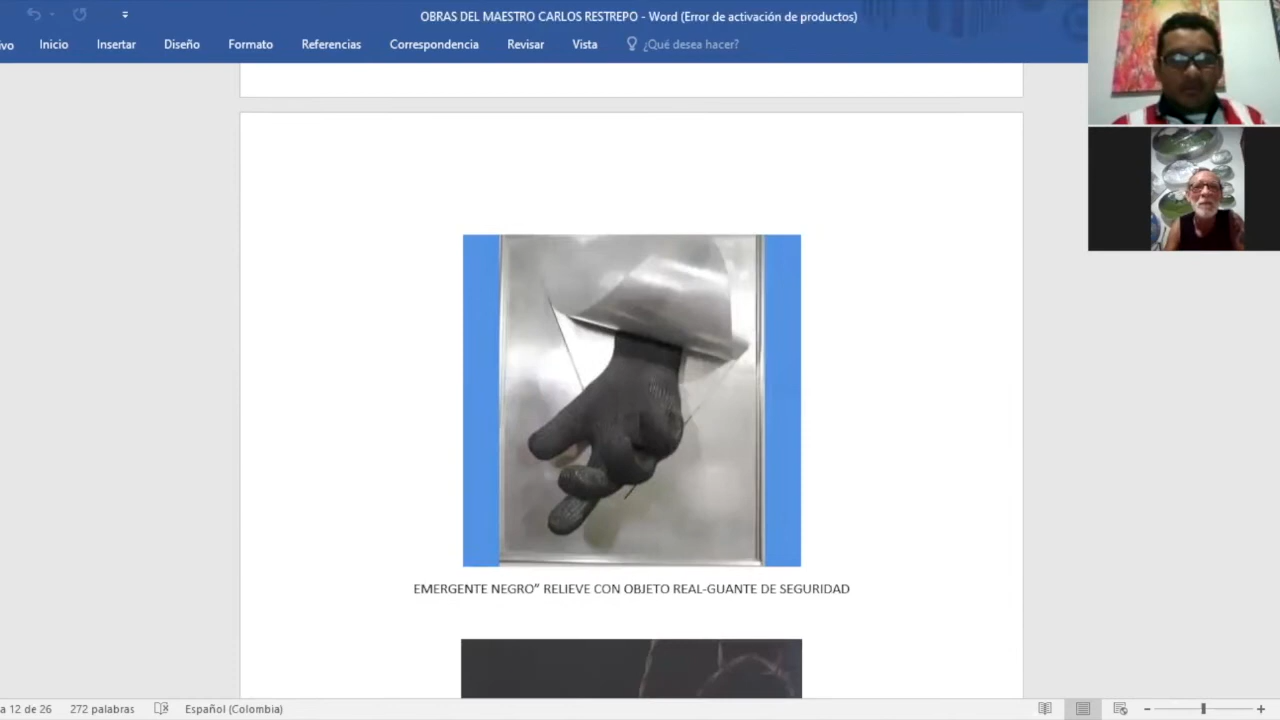 OBRAS DEL MAESTRO CARLOS RESTREPO - Word (Error de activación de productos)
ivo Inicio Insertar Diseño Formato Referencias Correspondencia Revisar Vista ¿Qué desea hacer?
EMERGENTE NEGRO” RELIEVE CON OBJETO REAL-GUANTE DE SEGURIDAD
a 12 de 26 272 palabras Español (Colombia)